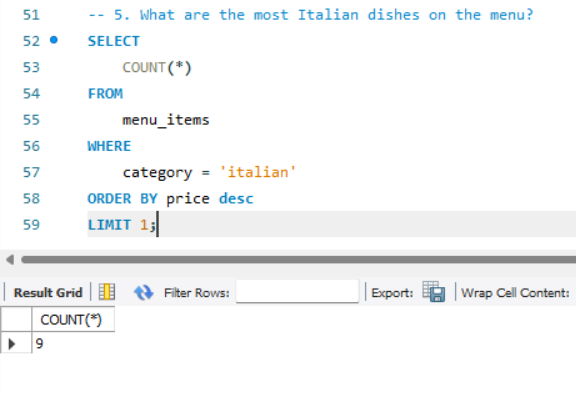 51 -- 5. What are the most Italian dishes on the menu?
52 SELECT
53 COUNT(*)
54 FROM
55 menu_items
56 WHERE
57 category = 'italian'
58 ORDER BY price desc
59 LIMIT 1;
Result Grid Filter Rows: Export: Wrap Cell Content:
COUNT(*)
9